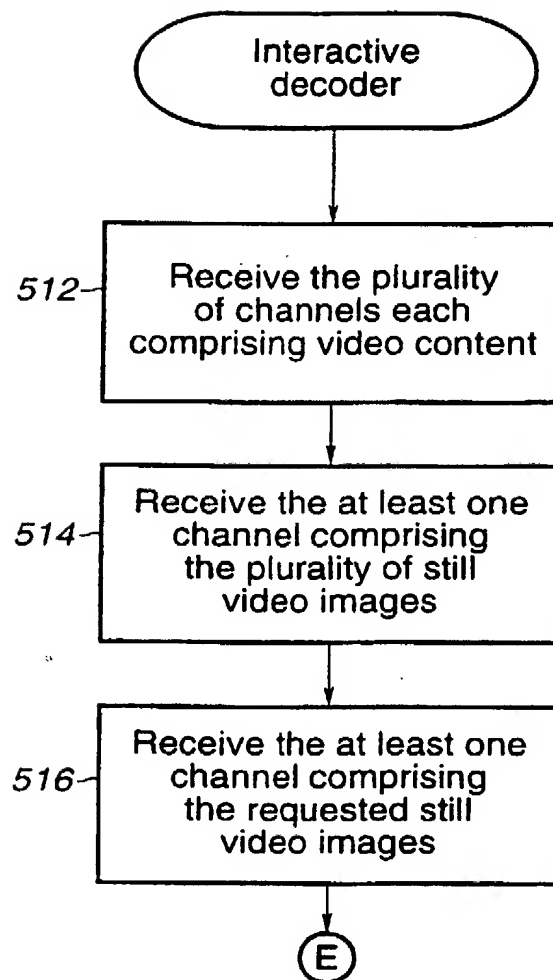 Interactive
decoder
512
Receive the plurality
of channels each
comprising video content
514
Receive the at least one
channel comprising
the plurality of still
video images
516
Receive the at least one
channel comprising
the requested still
video images
E